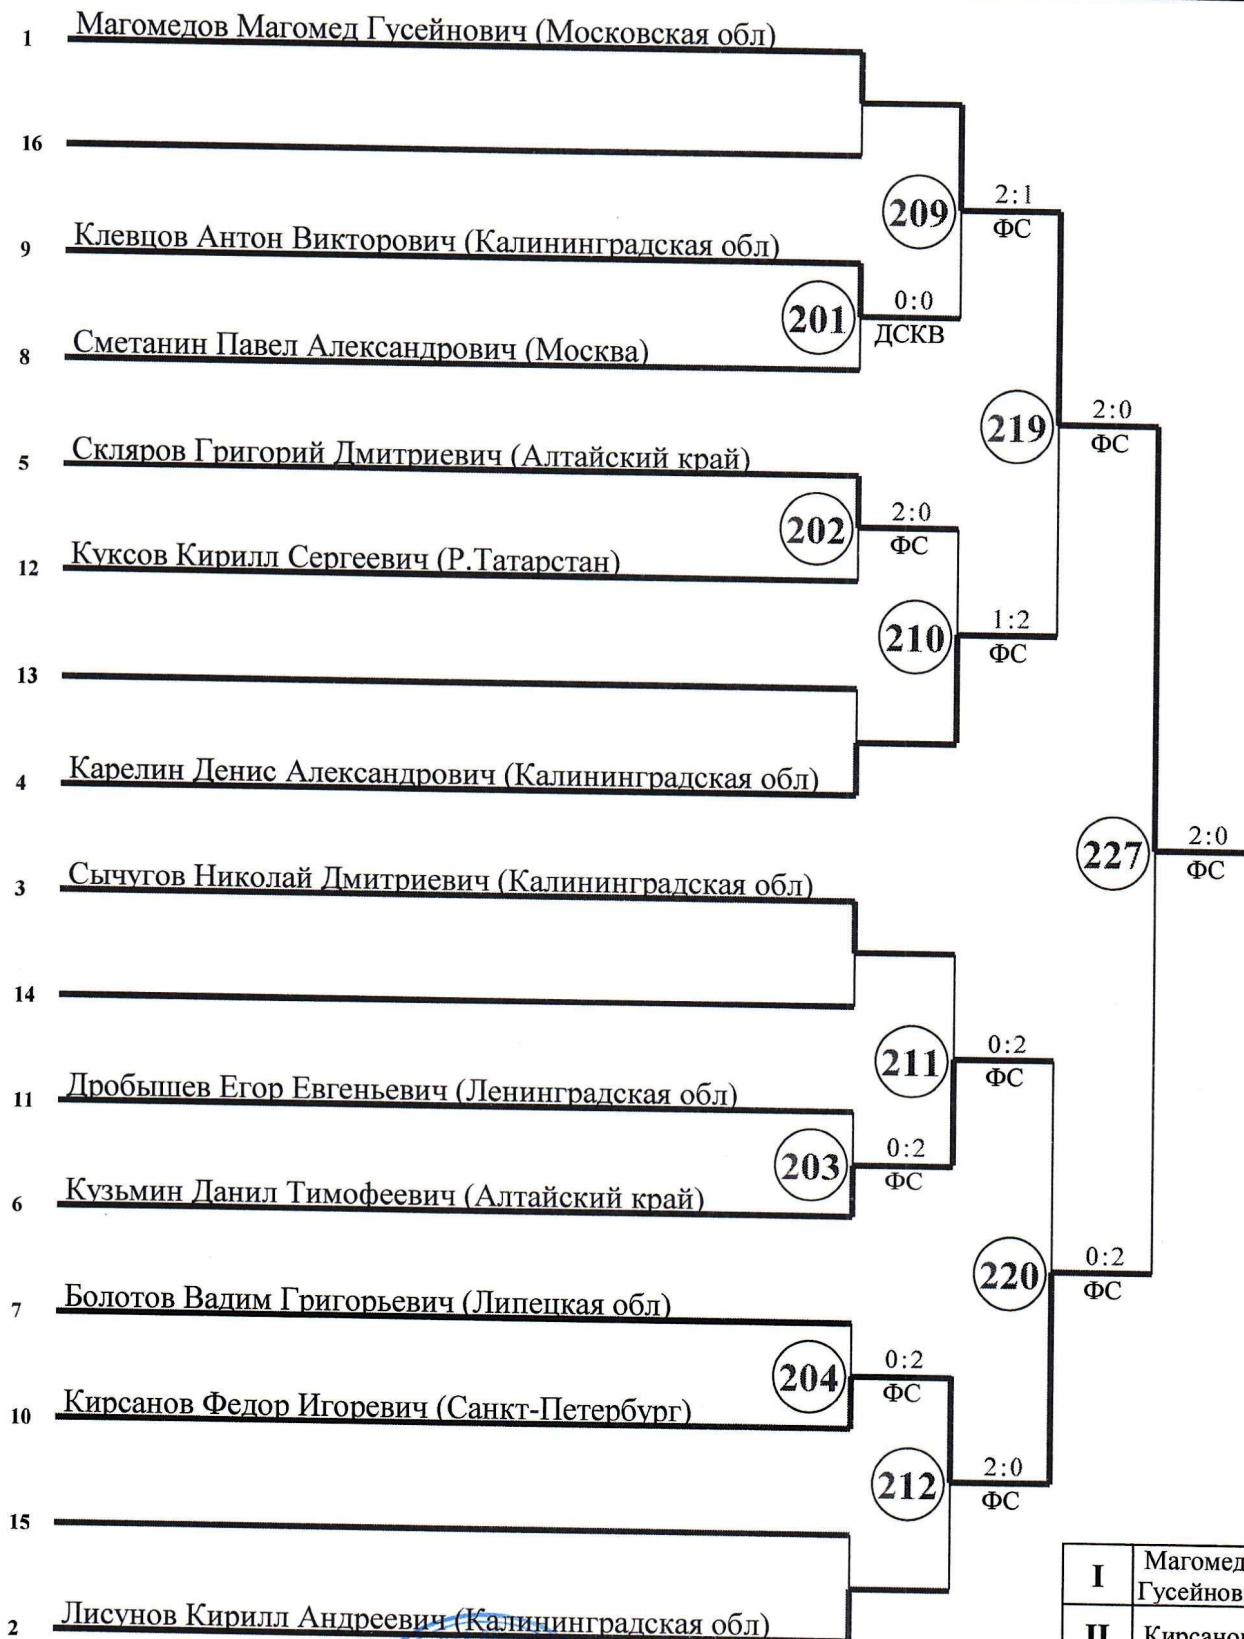 1 Магомедов Магомед Гусейнович (Московская обл)
16
209 2:1
ФС
9 Клевцов Антон Викторович (Калининградская обл)
201 0:0
ДСКВ
8 Сметанин Павел Александрович (Москва)
219 2:0
ФС
5 Скляров Григорий Дмитриевич (Алтайский край)
202 2:0
ФС
12 Куксов Кирилл Сергеевич (Р.Татарстан)
210 1:2
ФС
13
4 Карелин Денис Александрович (Калининградская обл)
227 2:0
ФС
3 Сычугов Николай Дмитриевич (Калининградская обл)
14
211 0:2
ФС
11 Дробышев Егор Евгеньевич (Ленинградская обл)
203 0:2
ФС
6 Кузьмин Данил Тимофеевич (Алтайский край)
220 0:2
ФС
7 Болотов Вадим Григорьевич (Липецкая обл)
204 0:2
ФС
10 Кирсанов Федор Игоревич (Санкт-Петербург)
212 2:0
ФС
15
2 Лисунов Кирилл Андреевич (Калининградская обл)
I Магомед
Гусейнов
II Кирсанов